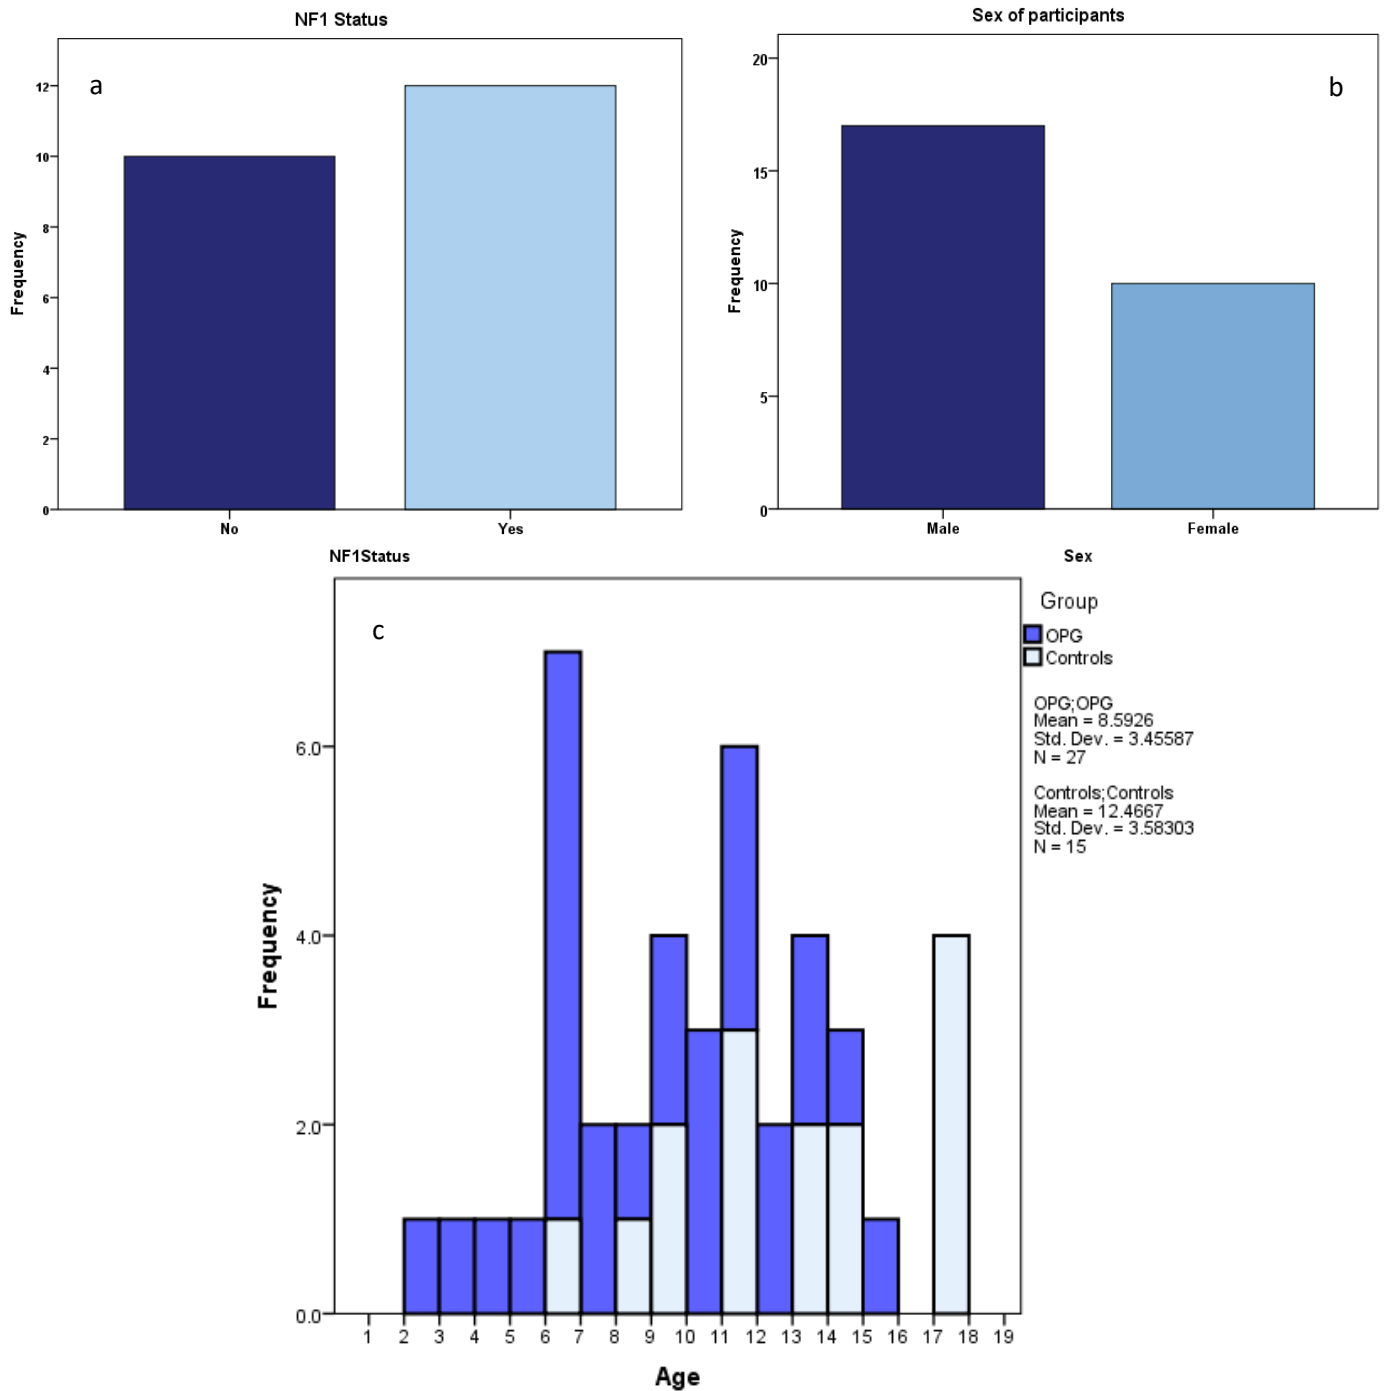 NF1 Status
a
12
10
8
6
4
2
0
Frequency
No
Yes
NF1Status
Sex of participants
b
20
15
10
5
0
Frequency
Male
Female
Sex
c
6.0
4.0
2.0
0.0
Frequency
1 2 3 4 5 6 7 8 9 10 11 12 13 14 15 16 17 18 19
Age
Group
OPG
Controls
OPG;OPG
Mean = 8.5926
Std. Dev. = 3.45587
N = 27
Controls;Controls
Mean = 12.4667
Std. Dev. = 3.58303
N = 15